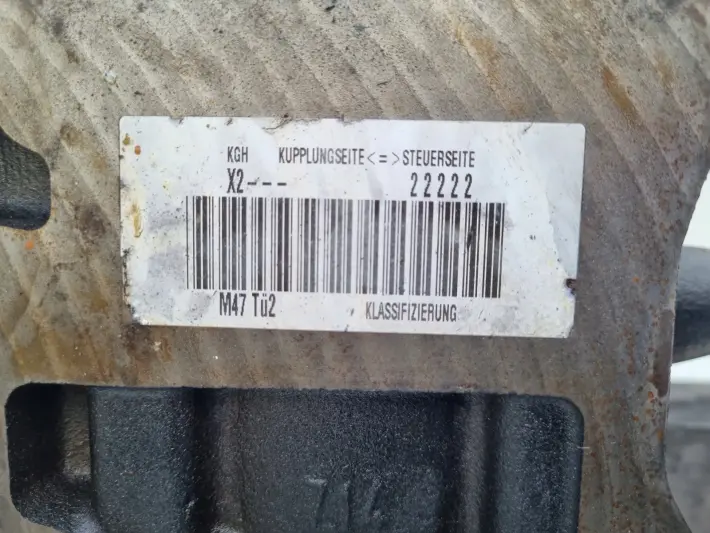 KGH KUPPLUNGSEITE<=>STEUERSEITE
X2--- 22222
M47 Tü2 KLASSIFIZIERUNG